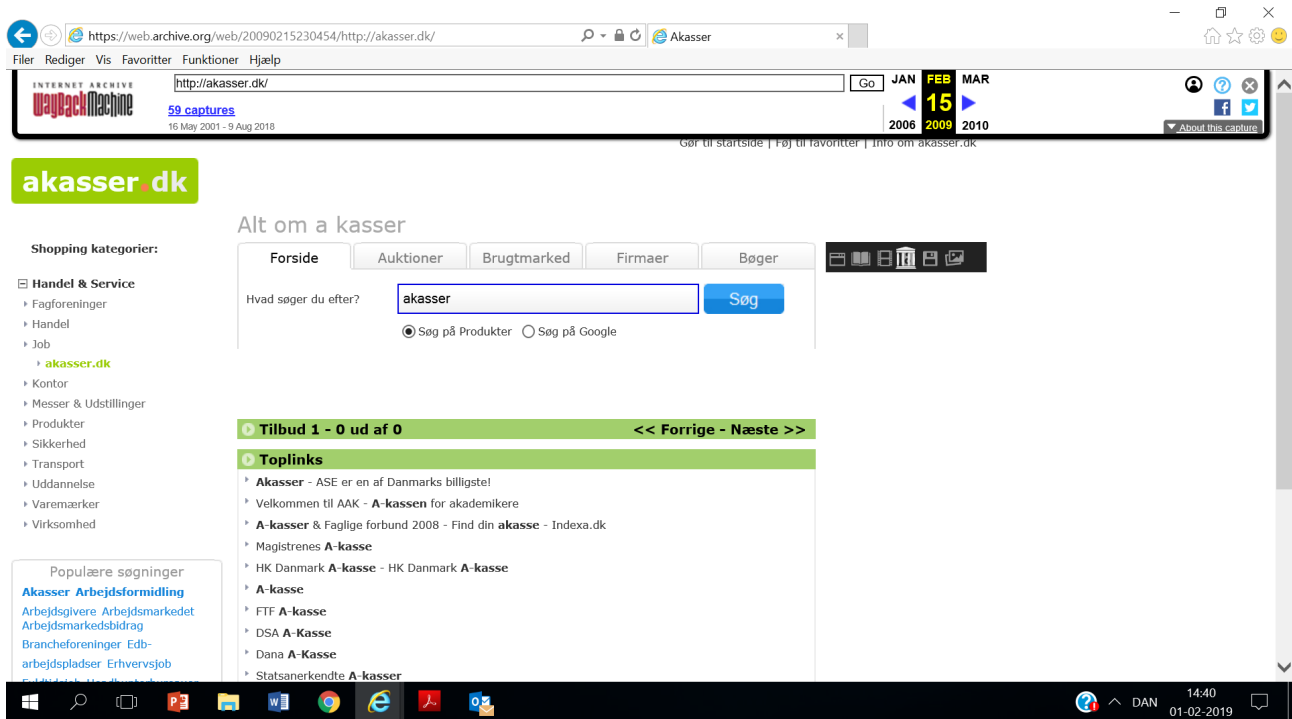 https://web.archive.org/web/20090215230454/http://akasser.dk/
Akasser
Filer Rediger Vis Favoritter Funktioner Hjælp
INTERNET ARCHIVE
WayBackMachine
http://akasser.dk/
Go
JAN FEB MAR
59 captures
15
16 May 2001 - 9 Aug 2018
2006 2009 2010
About this capture
Gør til startside | Føj til favoritter | Info om akasser.dk
akasser.dk
Alt om a kasser
Shopping kategorier:
Forside Auktioner Brugtmarked Firmaer Bøger
Handel & Service
Fagforeninger
Handel
Job
akasser.dk
Kontor
Messer & Udstillinger
Produkter
Sikkerhed
Transport
Uddannelse
Varemærker
Virksomhed
Hvad søger du efter? akasser Søg
Søg på Produkter Søg på Google
Tilbud 1 - 0 ud af 0 << Forrige - Næste >>
Toplinks
Akasser - ASE er en af Danmarks billigste!
Velkommen til AAK - A-kassen for akademikere
A-kasser & Faglige forbund 2008 - Find din akasse - Indexa.dk
Magistrenes A-kasse
HK Danmark A-kasse - HK Danmark A-kasse
A-kasse
FTF A-kasse
DSA A-Kasse
Dana A-Kasse
Statsanerkendte A-kasser
Populære søgninger
Akasser Arbejdsformidling
Arbejdsgivere Arbejdsmarkedet
Arbejdsmarkedsbidrag
Brancheforeninger Edb-
arbejdspladser Erhvervsjob
DAN
14:40
01-02-2019